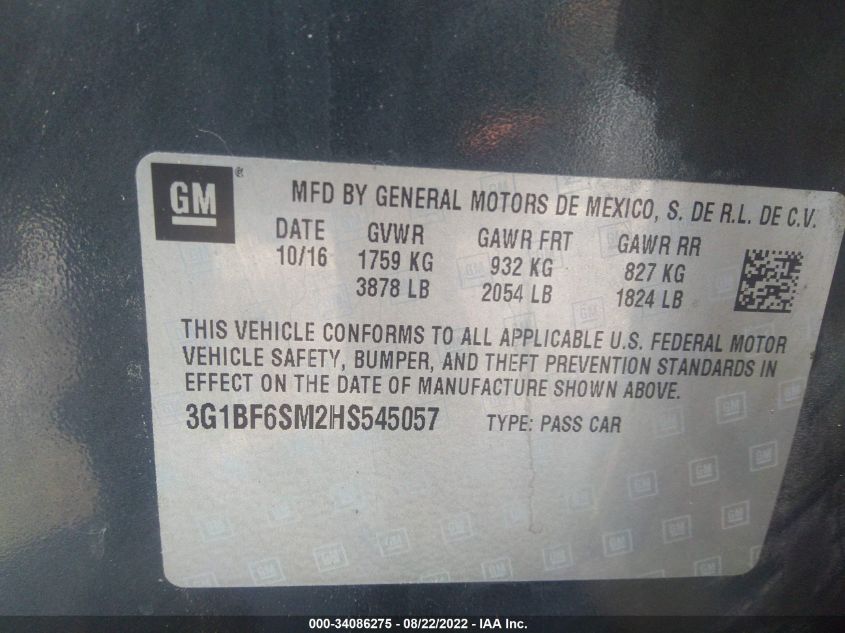 GM® MFD BY GENERAL MOTORS DE MEXICO, S. DE R.L. DE C.V.
DATE GVWR GAWR FRT GAWR RR
10/16 1759 KG 932 KG 827 KG
3878 LB 2054 LB 1824 LB
THIS VEHICLE CONFORMS TO ALL APPLICABLE U.S. FEDERAL MOTOR
VEHICLE SAFETY, BUMPER, AND THEFT PREVENTION STANDARDS IN
EFFECT ON THE DATE OF MANUFACTURE SHOWN ABOVE.
3G1BF6SM2HS545057 TYPE: PASS CAR
000-34086275 - 08/22/2022 - IAA Inc.